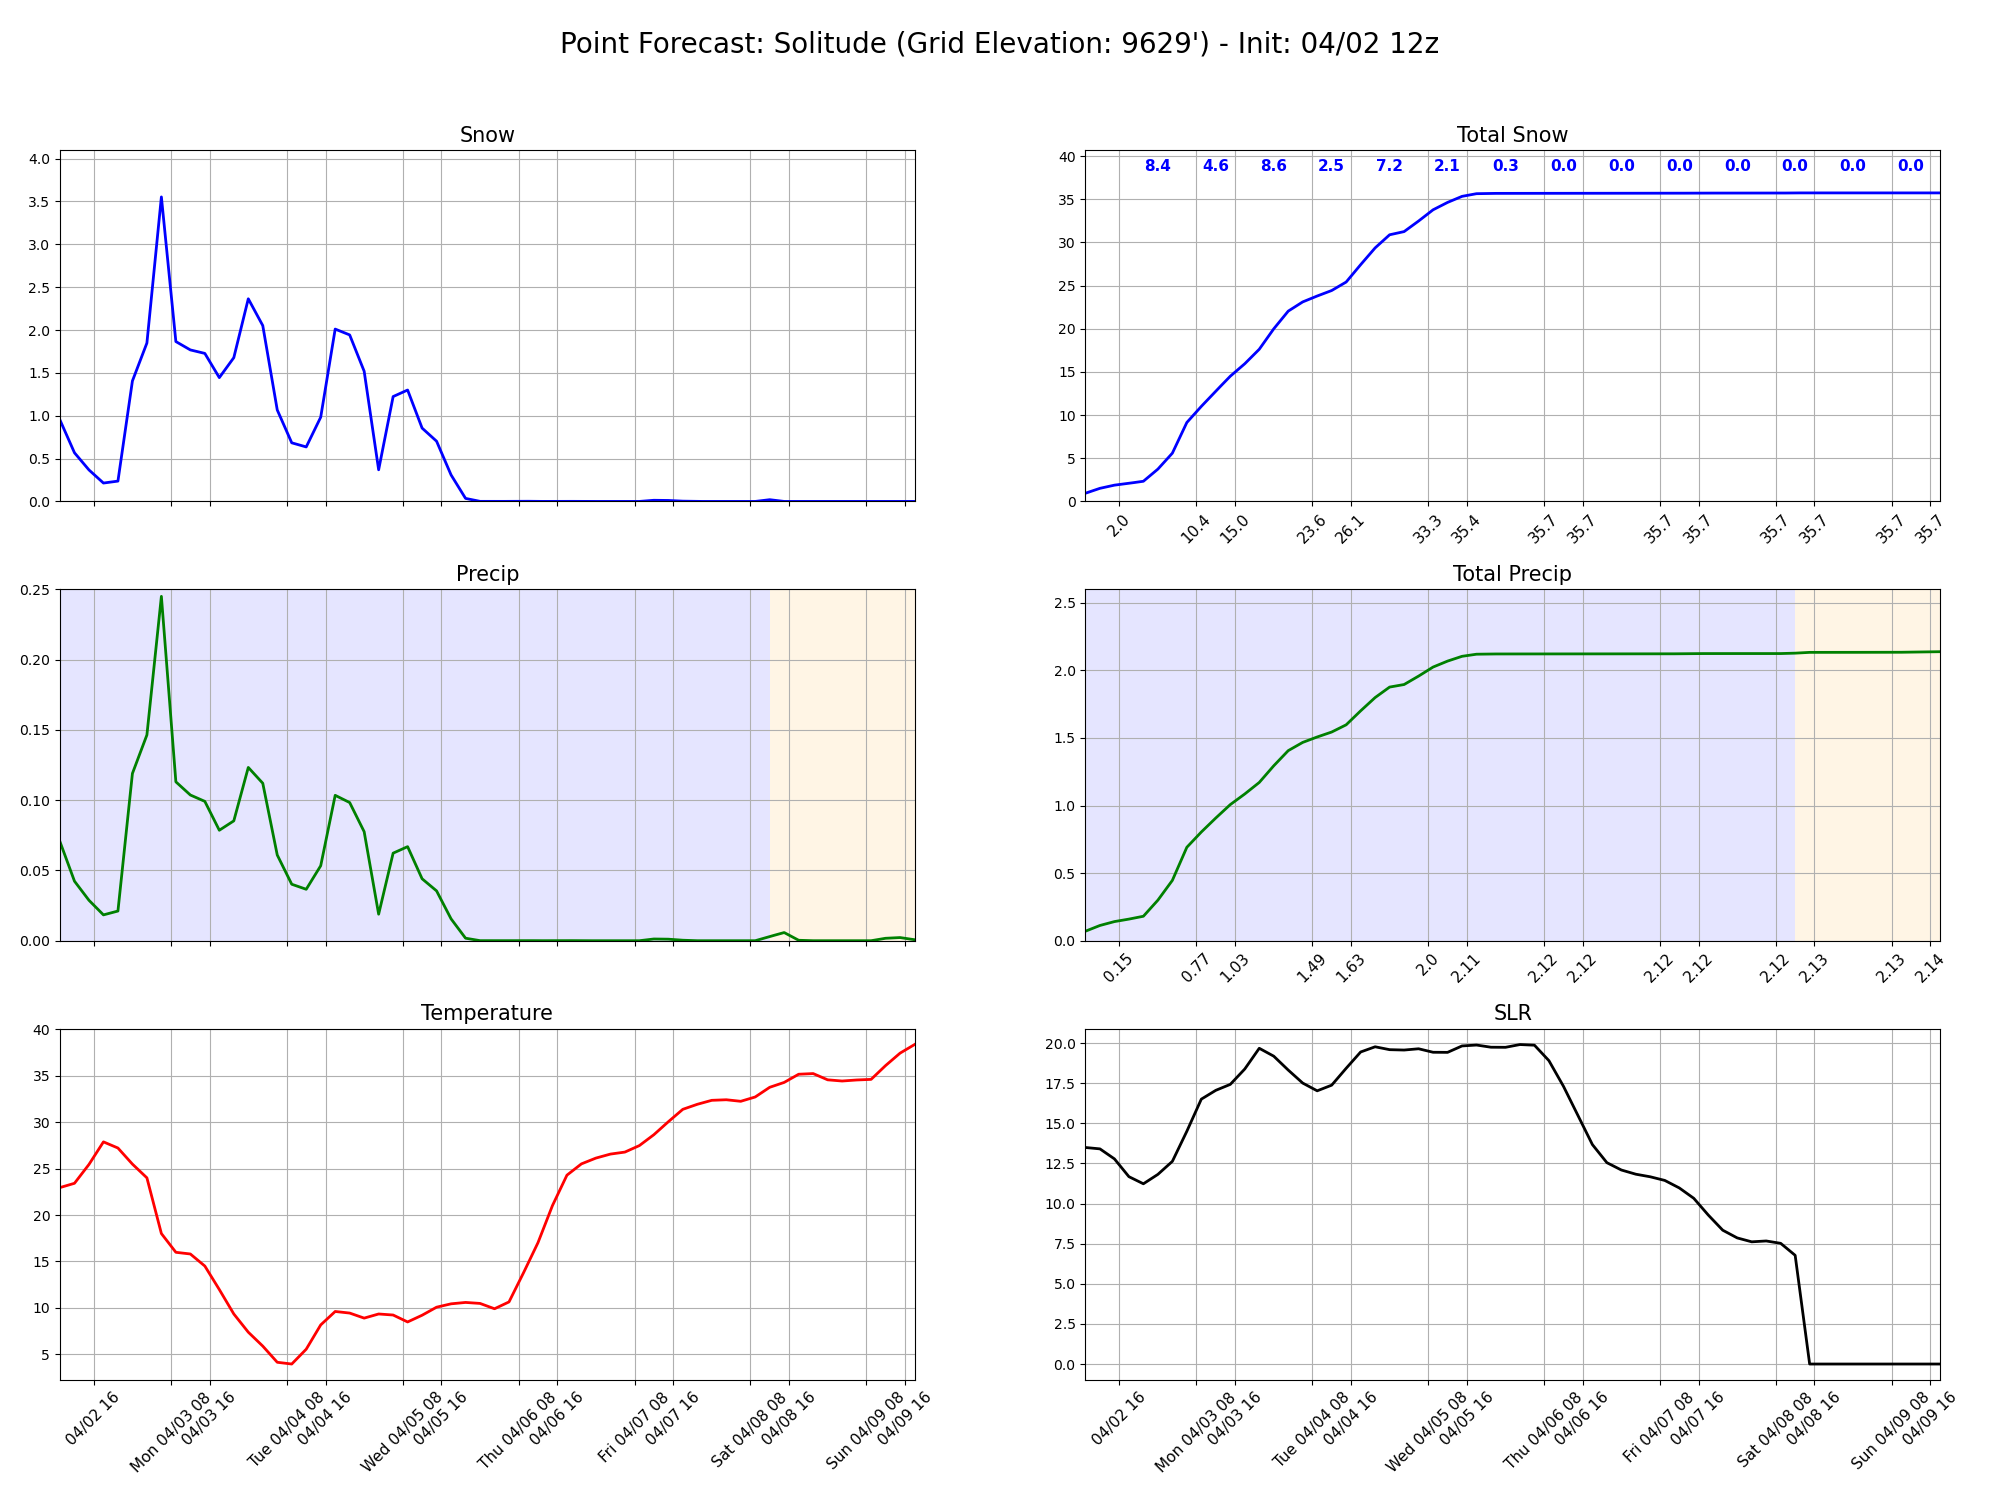 Point Forecast: Solitude (Grid Elevation: 9629') - Init: 04/02 12z
Snow
4.0
3.5
3.0
2.5
2.0
1.5
1.0
0.5
0.0
Total Snow
8.4 4.6 8.6 2.5 7.2 2.1 0.3 0.0 0.0 0.0 0.0 0.0 0.0 0.0
40
35
30
25
20
15
10
5
0
2.0 10.4 15.0 23.6 26.1 33.3 35.4 35.7 35.7 35.7 35.7 35.7 35.7 35.7 35.7
Precip
0.25
0.20
0.15
0.10
0.05
0.00
Total Precip
2.5
2.0
1.5
1.0
0.5
0.0
0.15 0.77 1.03 1.49 1.63 2.0 2.11 2.12 2.12 2.12 2.12 2.12 2.13 2.13 2.14
Temperature
40
35
30
25
20
15
10
5
04/02 16
Mon 04/03 08
04/03 16
Tue 04/04 08
04/04 16
Wed 04/05 08
04/05 16
Thu 04/06 08
04/06 16
Fri 04/07 08
04/07 16
Sat 04/08 08
04/08 16
Sun 04/09 08
04/09 16
SLR
20.0
17.5
15.0
12.5
10.0
7.5
5.0
2.5
0.0
04/02 16
Mon 04/03 08
04/03 16
Tue 04/04 08
04/04 16
Wed 04/05 08
04/05 16
Thu 04/06 08
04/06 16
Fri 04/07 08
04/07 16
Sat 04/08 08
04/08 16
Sun 04/09 08
04/09 16